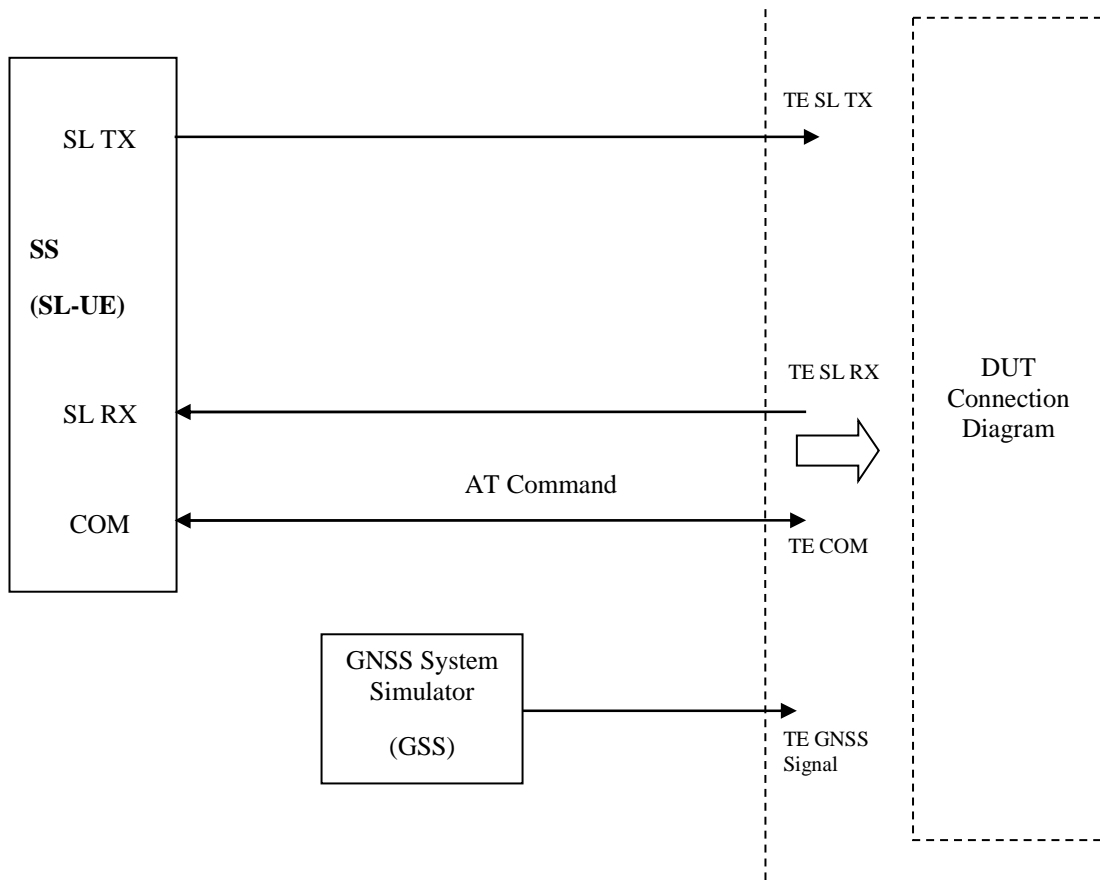 TE SL TX
SL TX
SS
(SL-UE)
TE SL RX
SL RX
DUT
Connection
Diagram
AT Command
COM
TE COM
GNSS System
Simulator
(GSS)
TE GNSS
Signal